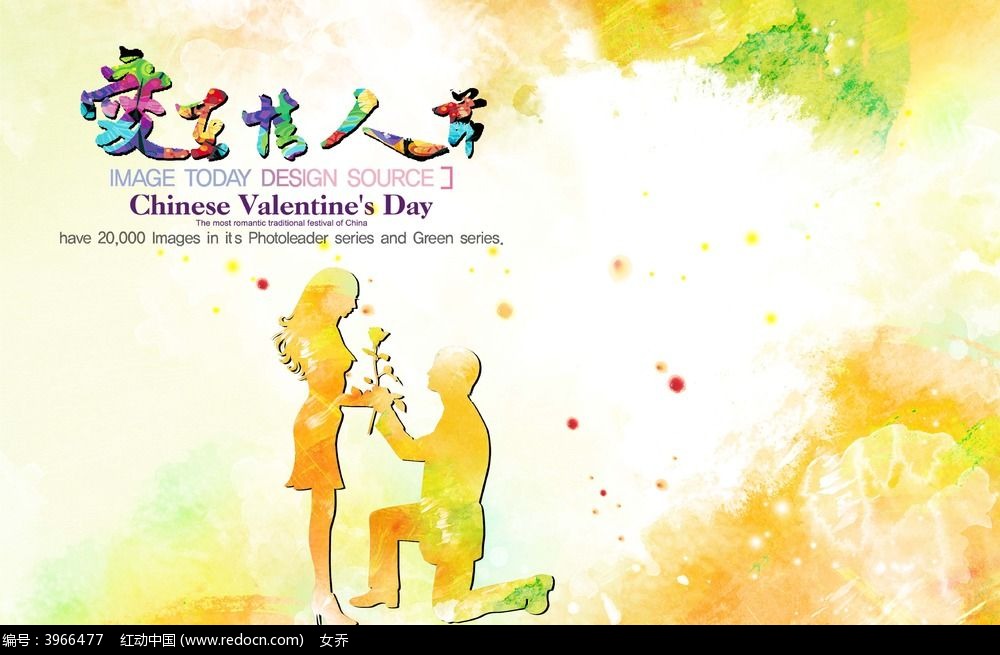 爱在情人节
IMAGE TODAY DESIGN SOURCE ]
Chinese Valentine's Day
The most romantic traditional festival of China
have 20,000 Images in it's Photoleader series and Green series.
编号：3966477 红动中国 (www.redocn.com) 女乔